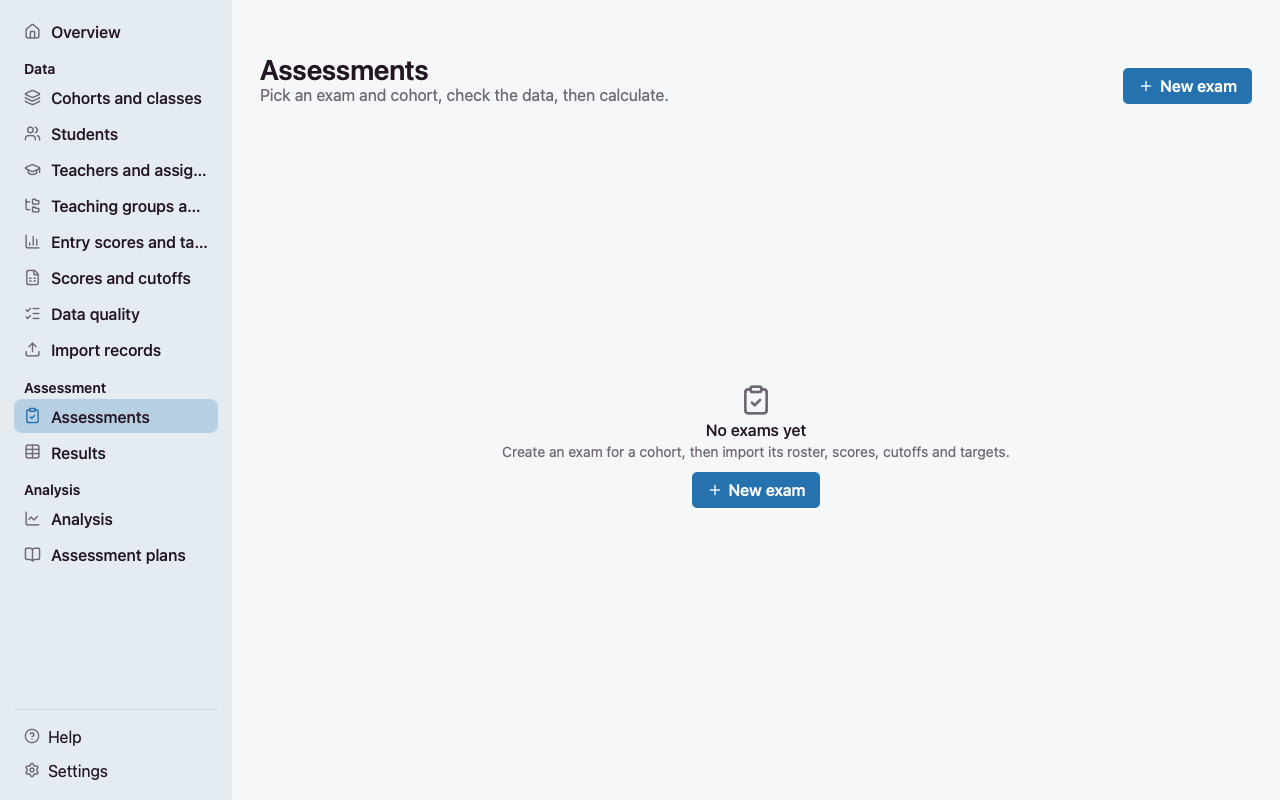 Overview
Data
Cohorts and classes
Students
Teachers and assig...
Teaching groups a...
Entry scores and ta...
Scores and cutoffs
Data quality
Import records
Assessment
Assessments
Results
Analysis
Analysis
Assessment plans
Help
Settings
Assessments
Pick an exam and cohort, check the data, then calculate.
New exam
No exams yet
Create an exam for a cohort, then import its roster, scores, cutoffs and targets.
New exam